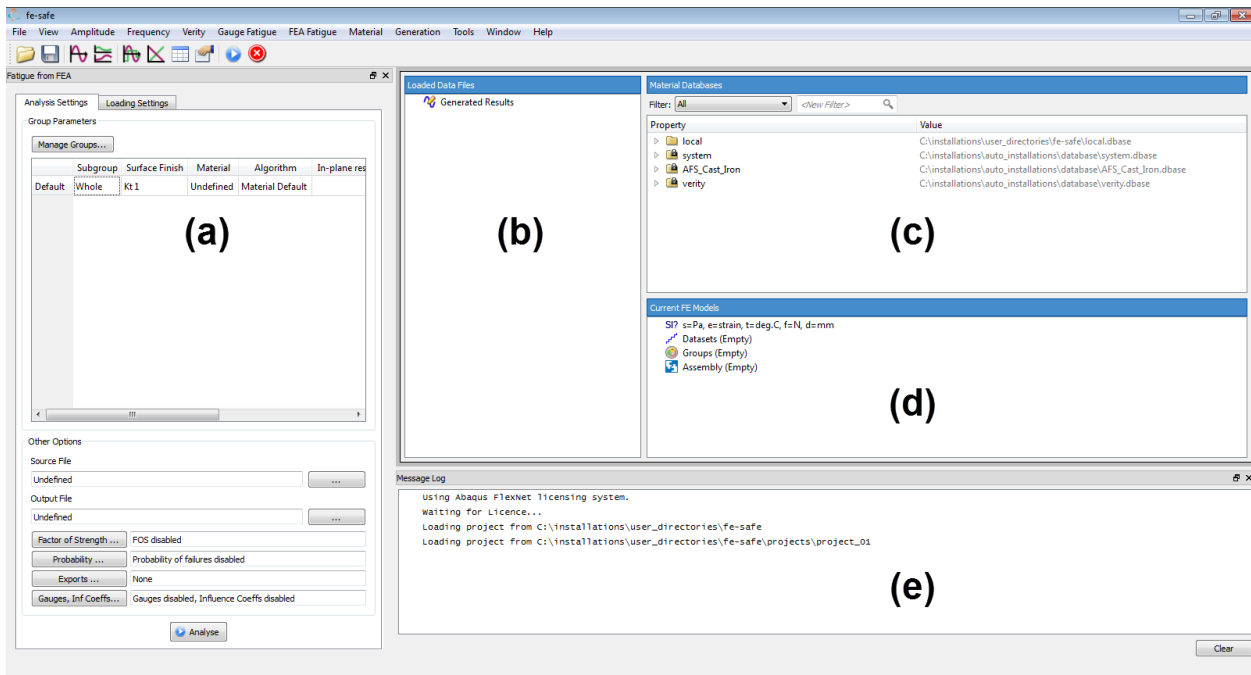 fe-safe
File View Amplitude Frequency Verity Gauge Fatigue FEA Fatigue Material Generation Tools Window Help
Fatigue from FEA
Analysis Settings Loading Settings
Group Parameters
Manage Groups...
Subgroup Surface Finish Material Algorithm In-plane res
Default Whole Kt 1 Undefined Material Default
(a)
Other Options
Source File
Undefined ...
Output File
Undefined ...
Factor of Strength ... FOS disabled
Probability ... Probability of failures disabled
Exports ... None
Gauges, Inf Coeffs... Gauges disabled, Influence Coeffs disabled
Analyse
Loaded Data Files
Generated Results
(b)
Material Databases
Filter: All <New Filter>
Property Value
local C:\installations\user_directories\fe-safe\local.dbase
system C:\installations\auto_installations\database\system.dbase
AFS_Cast_Iron C:\installations\auto_installations\database\AFS_Cast_Iron.dbase
verity C:\installations\auto_installations\database\verity.dbase
(c)
Current FE Models
SI? s=Pa, e=strain, t=deg.C, f=N, d=mm
Datasets (Empty)
Groups (Empty)
Assembly (Empty)
(d)
Message Log
Using Abaqus FlexNet licensing system.
Waiting for Licence...
Loading project from C:\installations\user_directories\fe-safe
Loading project from C:\installations\user_directories\fe-safe\projects\project_01
(e)
Clear